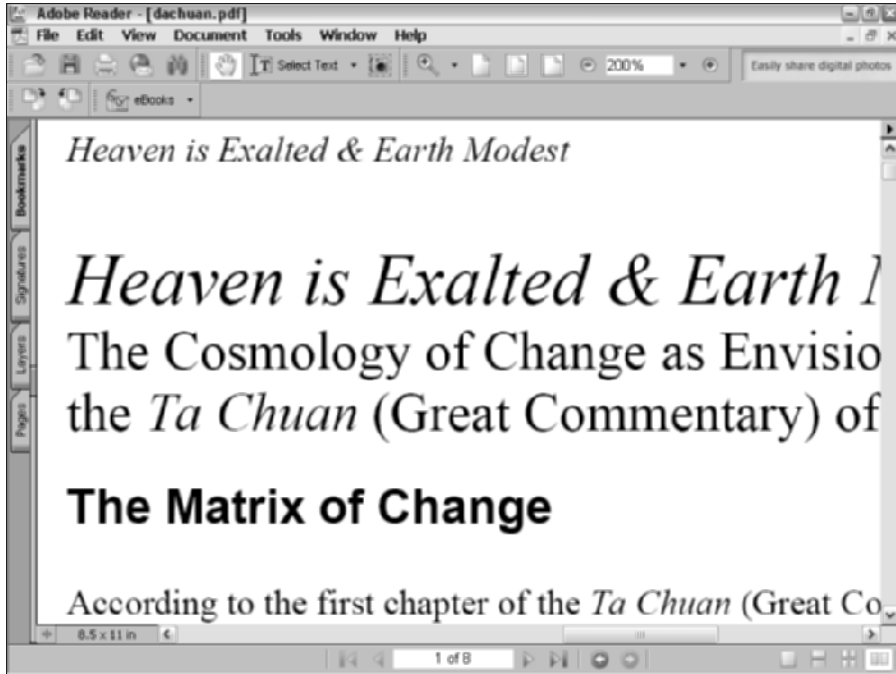 Adobe Reader - [dachuan.pdf]
File Edit View Document Tools Window Help
Select Text 200% Easily share digital photos
eBooks
Bookmarks
Signatures
Layers
Pages
Heaven is Exalted & Earth Modest
Heaven is Exalted & Earth
The Cosmology of Change as Envisio
the Ta Chuan (Great Commentary) of
The Matrix of Change
According to the first chapter of the Ta Chuan (Great Co
8.5 x 11 in
1 of 8